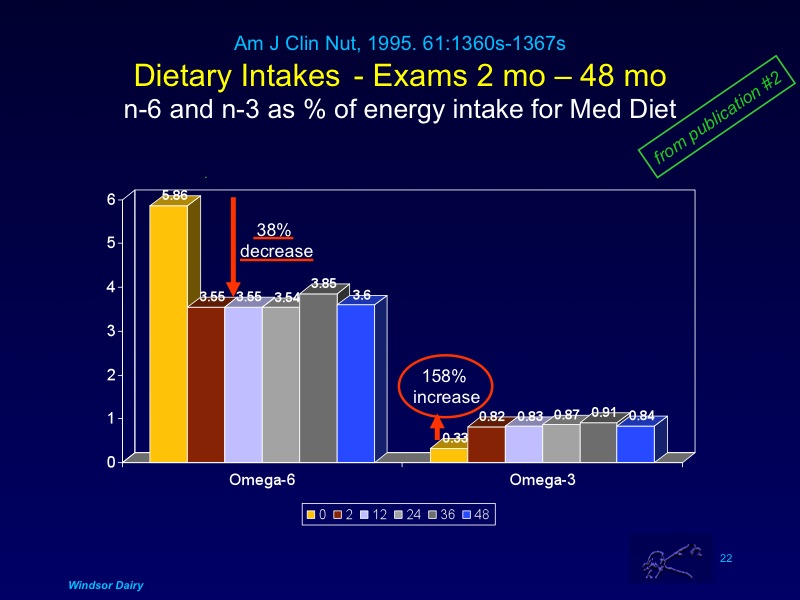 Am J Clin Nut, 1995. 61:1360s-1367s
Dietary Intakes - Exams 2 mo – 48 mo
n-6 and n-3 as % of energy intake for Med Diet
from publication #2
6
5
4
3
2
1
0
5.86
3.55
3.55
3.54
3.85
3.6
38%
decrease
158%
increase
0.33
0.82
0.83
0.87
0.91
0.84
Omega-6
Omega-3
0 2 12 24 36 48
22
Windsor Dairy